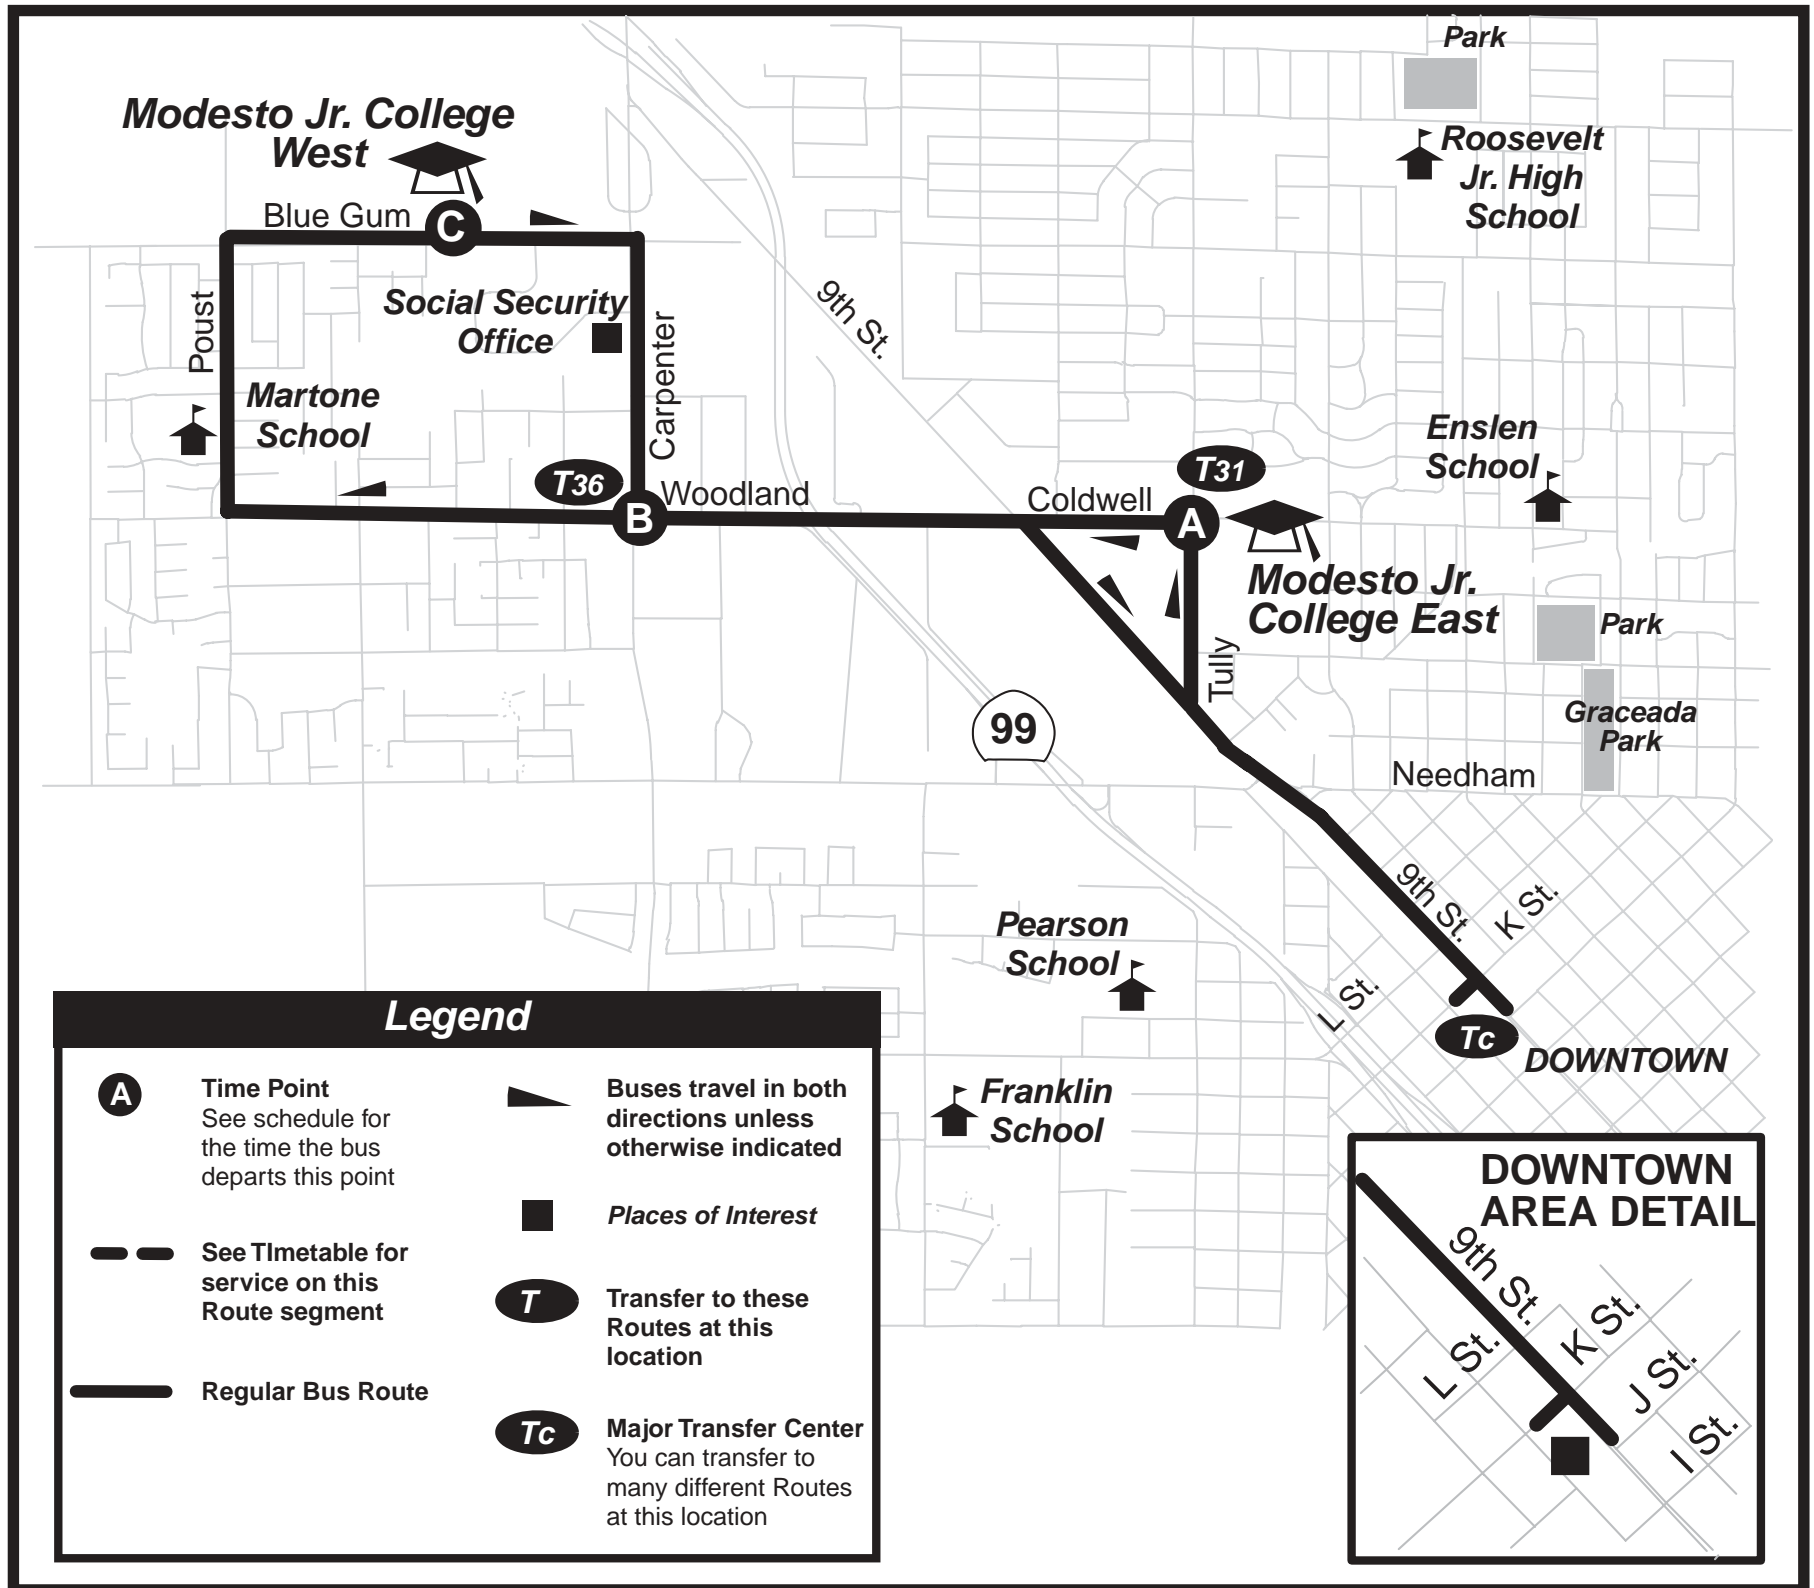 Park
Modesto Jr. College
West
Roosevelt
Jr. High
School
Blue Gum
C
Social Security
Office
Poust
Carpenter
9th St.
Martone
School
Enslen
School
T36
T31
Woodland
B
Coldwell
A
Modesto Jr.
College East
Park
Tully
99
Graceada
Park
Needham
9th St.
K St.
Pearson
School
L St.
Tc
DOWNTOWN
Franklin
School
Legend
A
Time Point
See schedule for
the time the bus
departs this point
See TImetable for
service on this
Route segment
Regular Bus Route
Buses travel in both
directions unless
otherwise indicated
Places of Interest
T
Transfer to these
Routes at this
location
Tc
Major Transfer Center
You can transfer to
many different Routes
at this location
DOWNTOWN
AREA DETAIL
9th St.
K St.
L St.
J St.
I St.